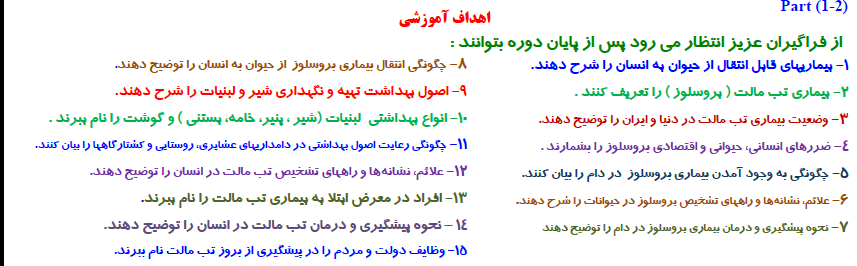 Part (1-2)
اهداف آموزشی
از فراگیران عزیز انتظار می رود پس از پایان دوره بتوانند :
۱- بیماریهای قابل انتقال از حیوان به انسان را شرح دهند.
۲- بیماری تب مالت ( بروسلوز ) را تعریف کنند .
۳- وضعیت بیماری تب مالت در دنیا و ایران را توضیح دهند.
۴- ضررهای انسانی، حیوانی و اقتصادی بروسلوز را بشمارند .
۵- چگونگی به وجود آمدن بیماری بروسلوز در دام را بیان کنند.
۶- علائم، نشانه‌ها و راههای تشخیص بروسلوز در حیوانات را شرح دهند.
۷- نحوه پیشگیری و درمان بیماری بروسلوز در دام را توضیح دهند
۸- چگونگی انتقال بیماری بروسلوز از حیوان به انسان را توضیح دهند.
۹- اصول بهداشت تهیه و نگهداری شیر و لبنیات را شرح دهند.
۱۰- انواع بهداشتی لبنیات (شیر ، پنیر، خامه، بستنی ) و گوشت را نام ببرند .
۱۱- چگونگی رعایت اصول بهداشتی در دامداریهای عشایری، روستایی و کشتارگاهها را بیان کنند.
۱۲- علائم، نشانه‌ها و راههای تشخیص تب مالت در انسان را توضیح دهند.
۱۳- افراد در معرض ابتلا به بیماری تب مالت را نام ببرند.
۱۴ - نحوه پیشگیری و درمان تب مالت در انسان را توضیح دهند.
۱۵- وظایف دولت و مردم را در پیشگیری از بروز تب مالت نام ببرند.